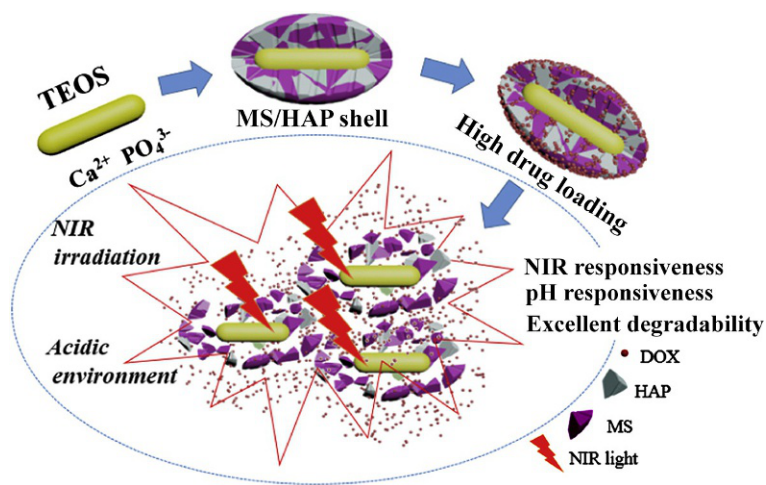 TEOS
Ca²⁺ PO₄³⁻
MS/HAP shell
High drug loading
NIR
irradiation
Acidic
environment
NIR responsiveness
pH responsiveness
Excellent degradability
DOX
HAP
MS
NIR light